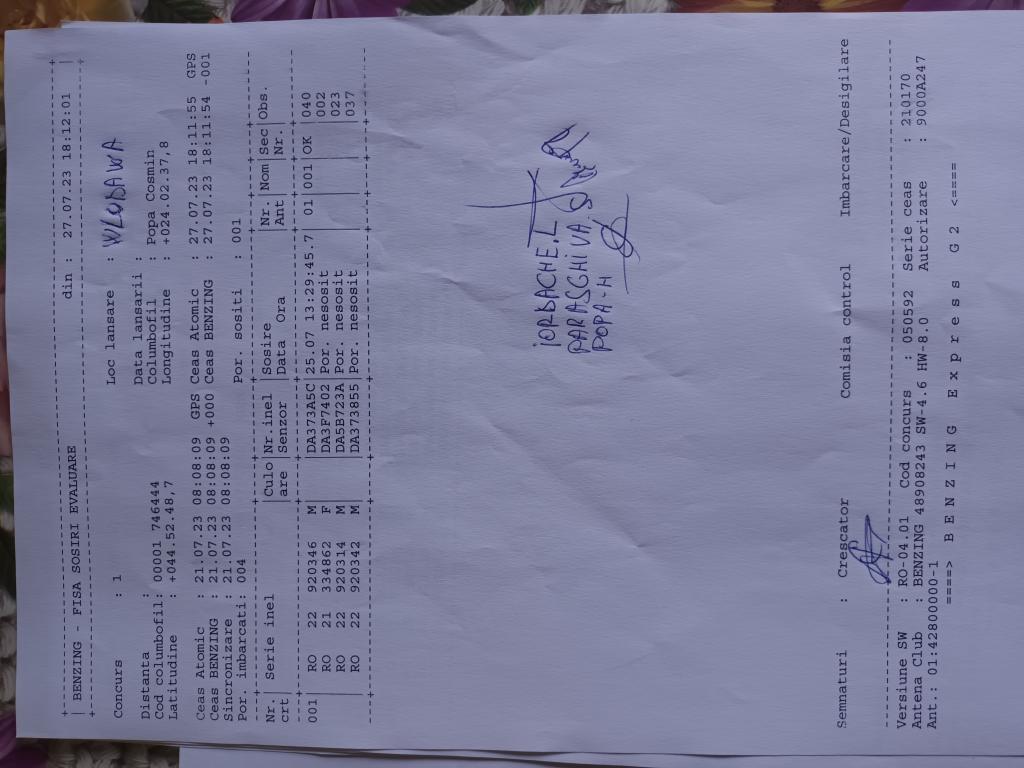 BENZING - FISA SOSIRI EVALUARE din : 27.07.23 18:12:01
Concurs : 1 Loc lansare : WLODAWA
Distanta : Data lansarii :
Cod columbofil: 00001 746444 Columbofil : Popa Cosmin
Latitudine : +044.52.48,7 Longitudine : +024.02.37,8
Ceas Atomic : 21.07.23 08:08:09 GPS Ceas Atomic : 27.07.23 18:11:55 GPS
Ceas BENZING : 21.07.23 08:08:09 +000 Ceas BENZING : 27.07.23 18:11:54 -001
Sincronizare : 21.07.23 08:08:09
Por. imbarcati: 004 Por. sositi : 001
Nr.| Serie inel |Culo|Nr.inel |Sosire |Nr.|Nom|Sec|Obs.
crt| |are |Senzor |Data Ora |Ant| |Nr.|
001| RO 22 920346 M| |DA373A5C|25.07 13:29:45.7| 01|001|OK |040
| RO 21 334862 F| |DA3F7402|Por. nesosit | | | |002
| RO 22 920314 M| |DA5B723A|Por. nesosit | | | |023
| RO 22 920342 M| |DA373855|Por. nesosit | | | |037
IORDACHE.L
PARASCHIVA S
POPA-H
Semnaturi : Crescator Comisia control Imbarcare/Desigilare
Versiune SW : RO-04.01 Cod concurs : 050592 Serie ceas : 210170
Antena Club : BENZING 48908243 SW-4.6 HW-8.0 Autorizare : 9000A247
Ant.: 01:42800000-1
====> B E N Z I N G E x p r e s s G 2 <====